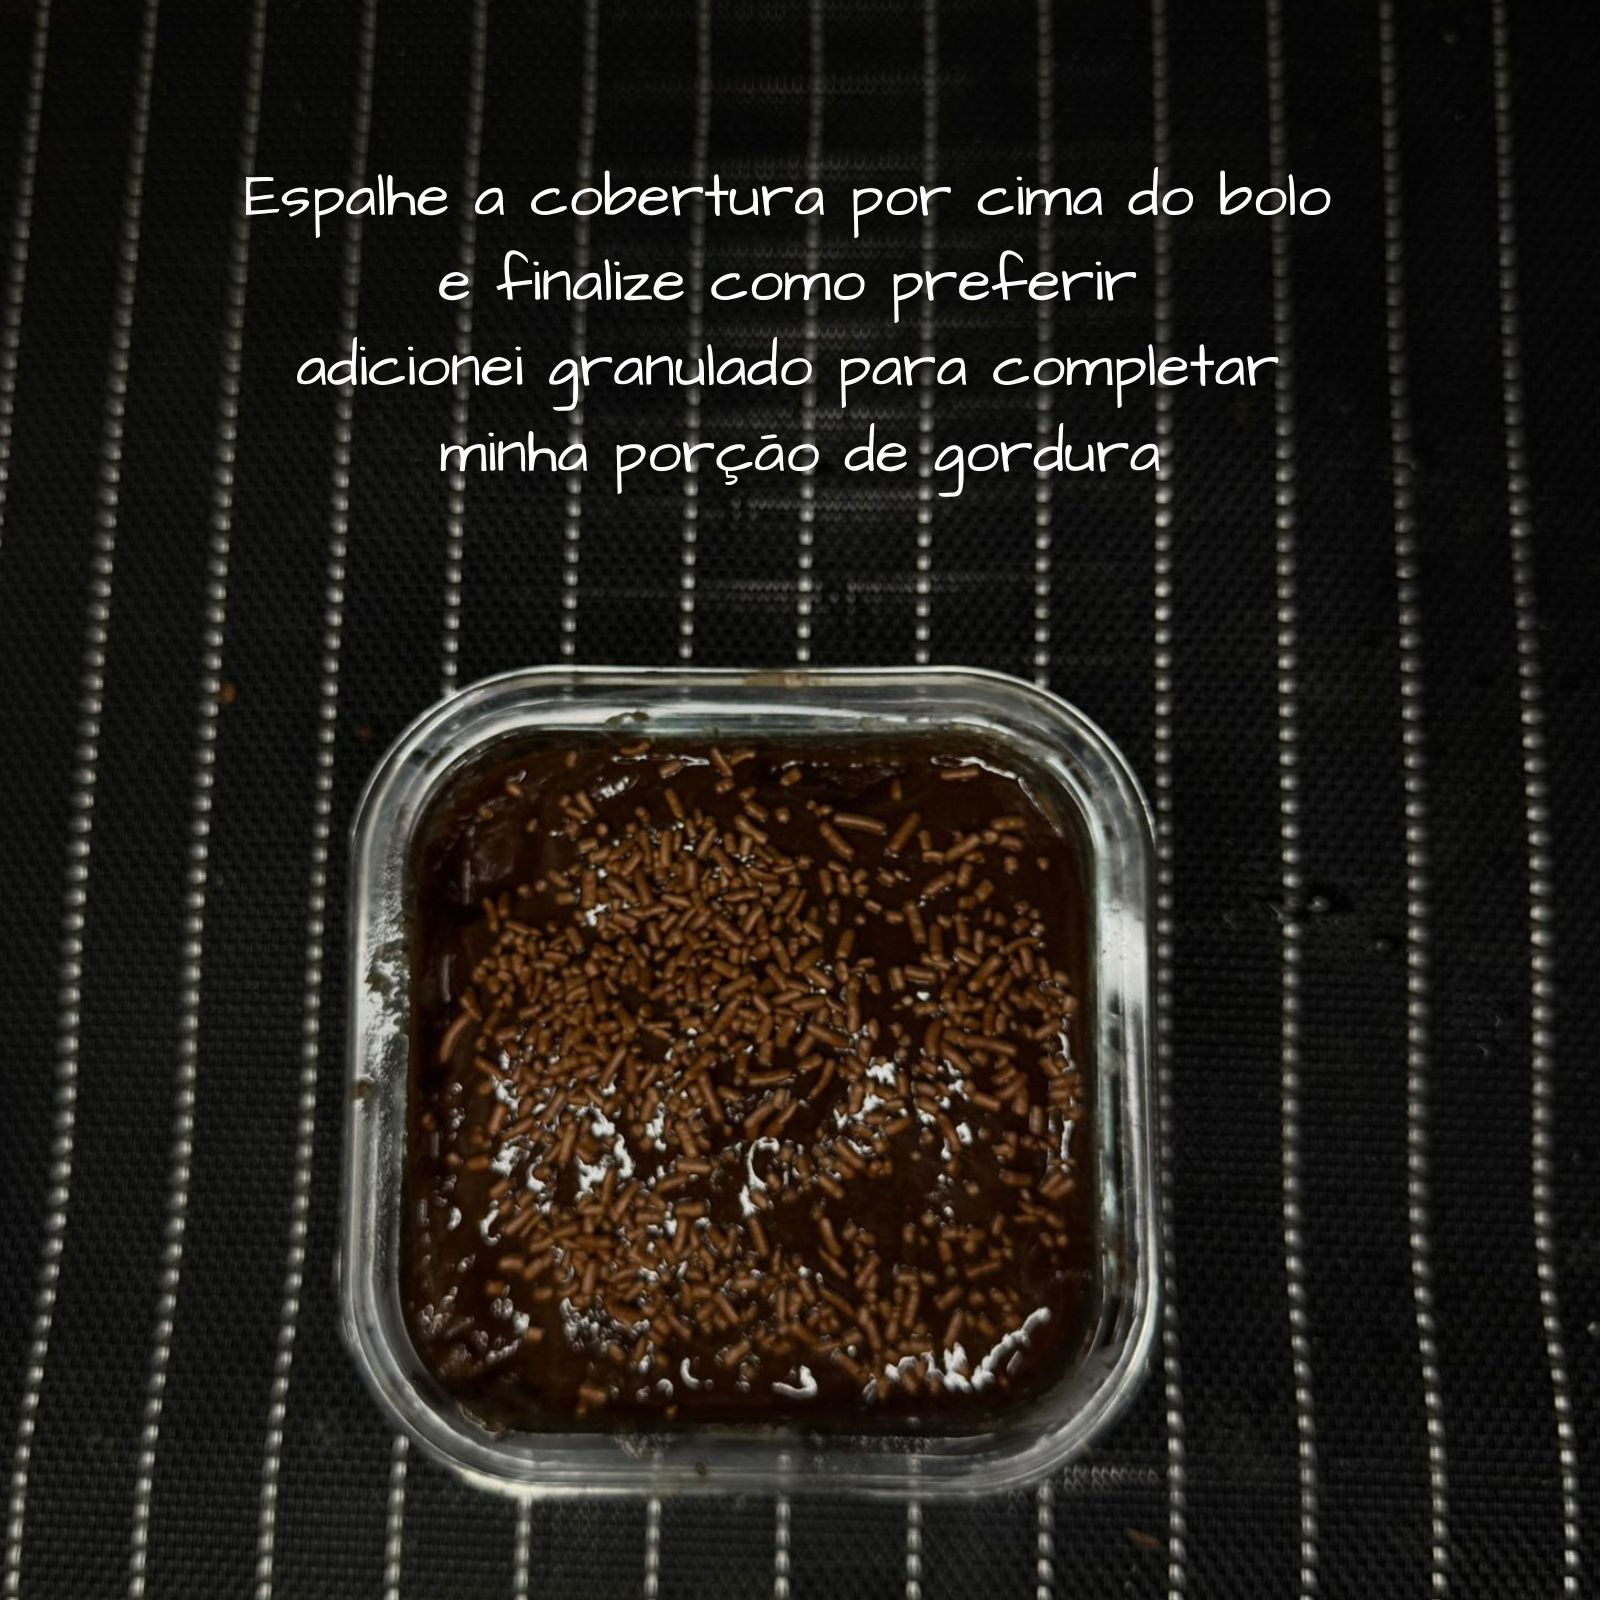 Espalhe a cobertura por cima do bolo
e finalize como preferir
adicionei granulado para completar
minha porção de gordura